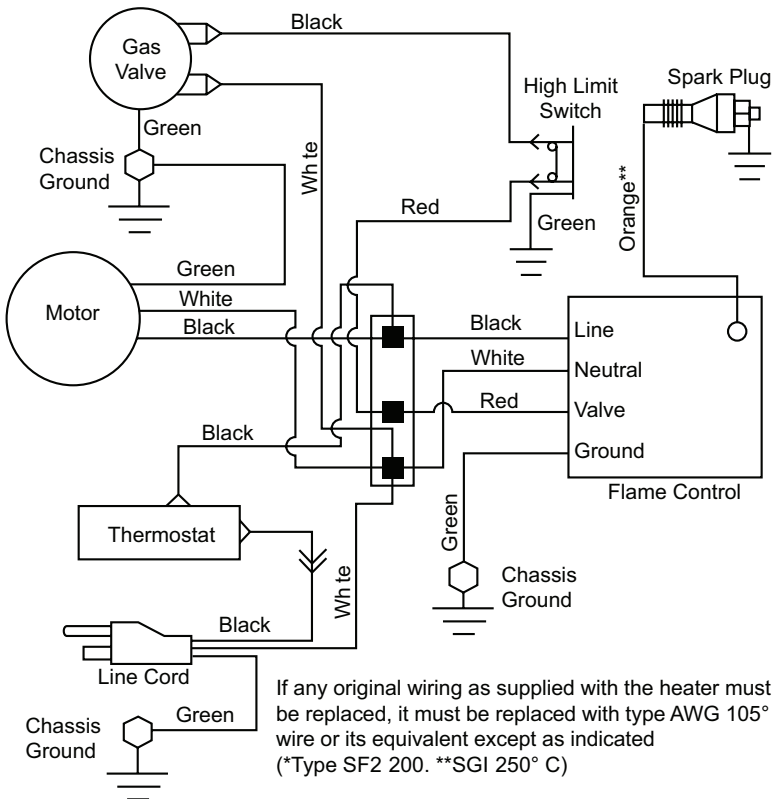 Black
Gas
Valve
High Limit
Switch
Spark Plug
Green
Chassis
Ground
Wh te
Orange**
Red
Green
Green
White
Black
Motor
Black
White
Red
Line
Neutral
Valve
Ground
Flame Control
Black
Thermostat
Green
Wh te
Chassis
Ground
Black
Line Cord
Green
Chassis
Ground
If any original wiring as supplied with the heater must
be replaced, it must be replaced with type AWG 105°
wire or its equivalent except as indicated
(*Type SF2 200. **SGI 250° C)